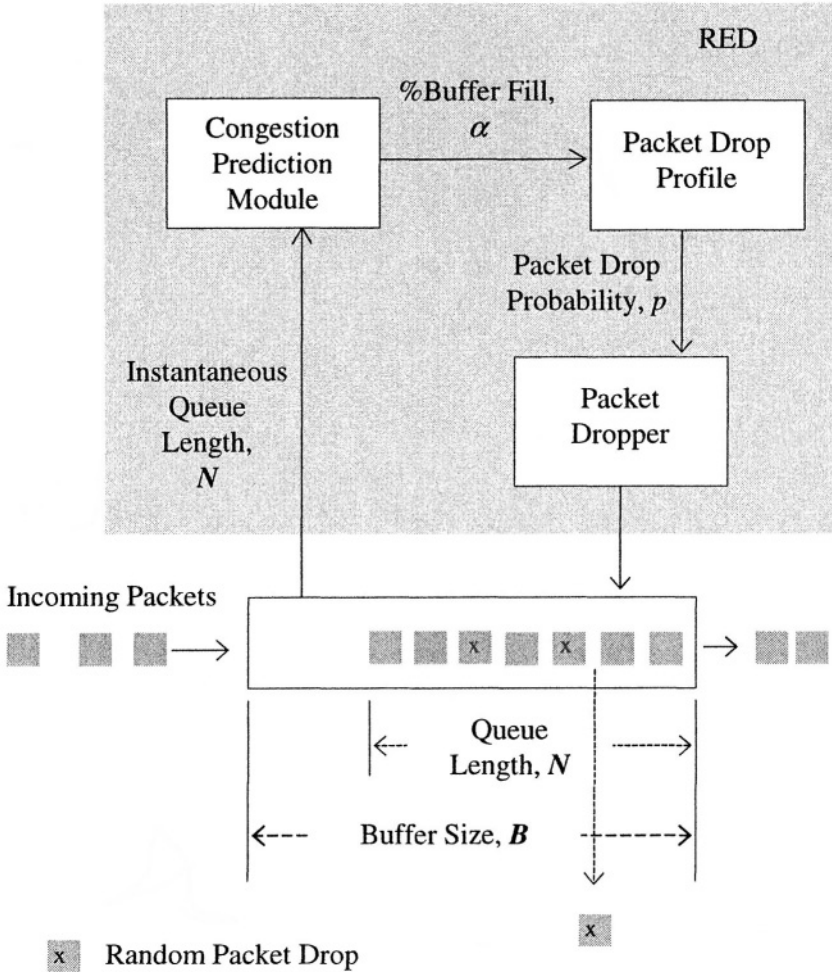 RED
%Buffer Fill,
α
Congestion
Prediction
Module
Packet Drop
Profile
Packet Drop
Probability, p
Instantaneous
Queue
Length,
N
Packet
Dropper
Incoming Packets
x
x
Queue
Length, N
Buffer Size, B
x
x
Random Packet Drop